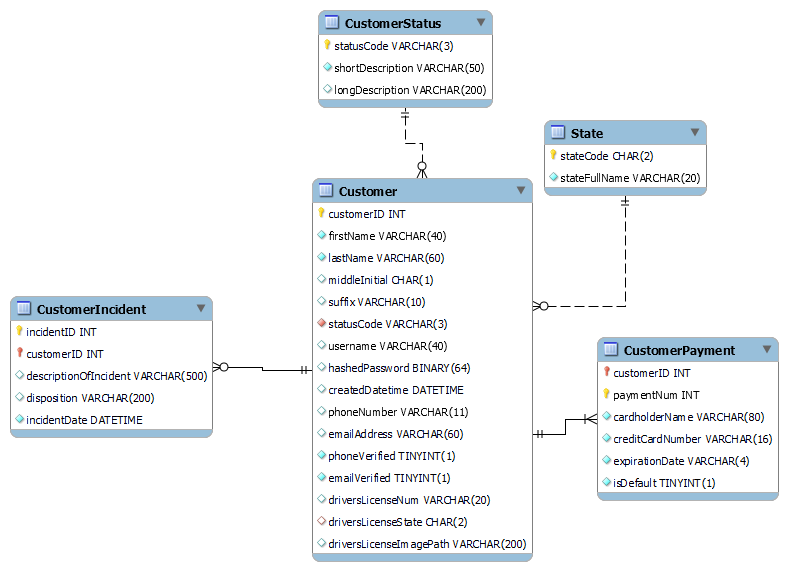 CustomerStatus
statusCode VARCHAR(3)
shortDescription VARCHAR(50)
longDescription VARCHAR(200)
State
stateCode CHAR(2)
stateFullName VARCHAR(20)
Customer
customerID INT
firstName VARCHAR(40)
lastName VARCHAR(60)
middleInitial CHAR(1)
suffix VARCHAR(10)
statusCode VARCHAR(3)
username VARCHAR(40)
hashedPassword BINARY(64)
createdDatetime DATETIME
phoneNumber VARCHAR(11)
emailAddress VARCHAR(60)
phoneVerified TINYINT(1)
emailVerified TINYINT(1)
driversLicenseNum VARCHAR(20)
driversLicenseState CHAR(2)
driversLicenseImagePath VARCHAR(200)
CustomerIncident
incidentID INT
customerID INT
descriptionOfIncident VARCHAR(500)
disposition VARCHAR(200)
incidentDate DATETIME
CustomerPayment
customerID INT
paymentNum INT
cardholderName VARCHAR(80)
creditCardNumber VARCHAR(16)
expirationDate VARCHAR(4)
isDefault TINYINT(1)